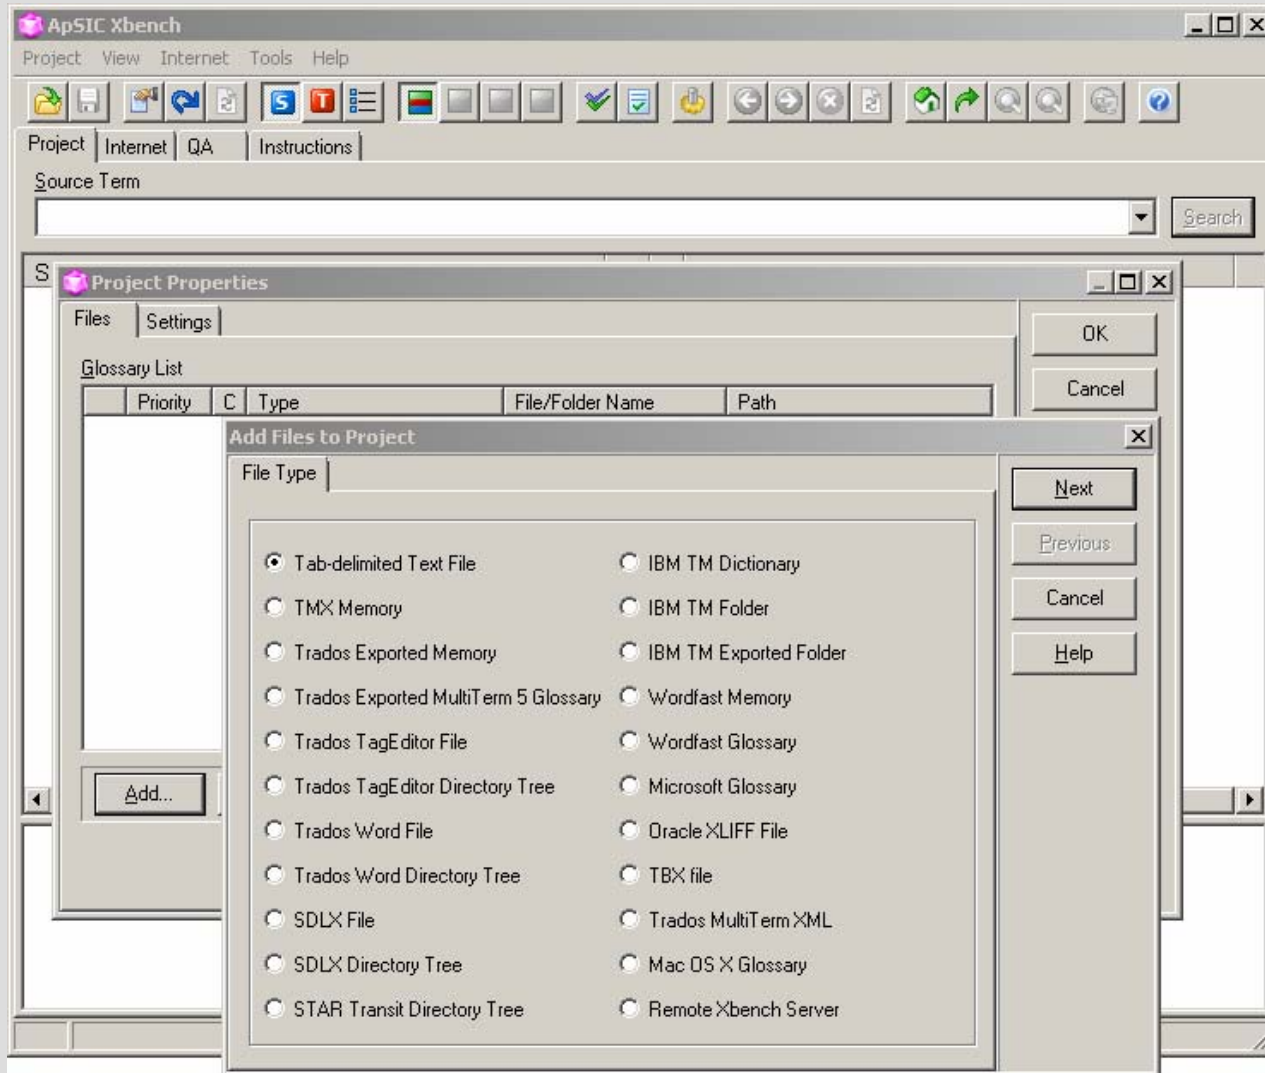 ApSIC Xbench
Project View Internet Tools Help
S T
Project Internet QA Instructions
Source Term
Search
S
Project Properties
Files Settings
OK
Glossary List
Cancel
Priority C Type File/Folder Name Path
Add Files to Project
File Type
Next
Previous
Cancel
Help
Tab-delimited Text File
TMX Memory
Trados Exported Memory
Trados Exported MultiTerm 5 Glossary
Trados TagEditor File
Trados TagEditor Directory Tree
Trados Word File
Trados Word Directory Tree
SDLX File
SDLX Directory Tree
STAR Transit Directory Tree
IBM TM Dictionary
IBM TM Folder
IBM TM Exported Folder
Wordfast Memory
Wordfast Glossary
Microsoft Glossary
Oracle XLIFF File
TBX file
Trados MultiTerm XML
Mac OS X Glossary
Remote Xbench Server
Add...